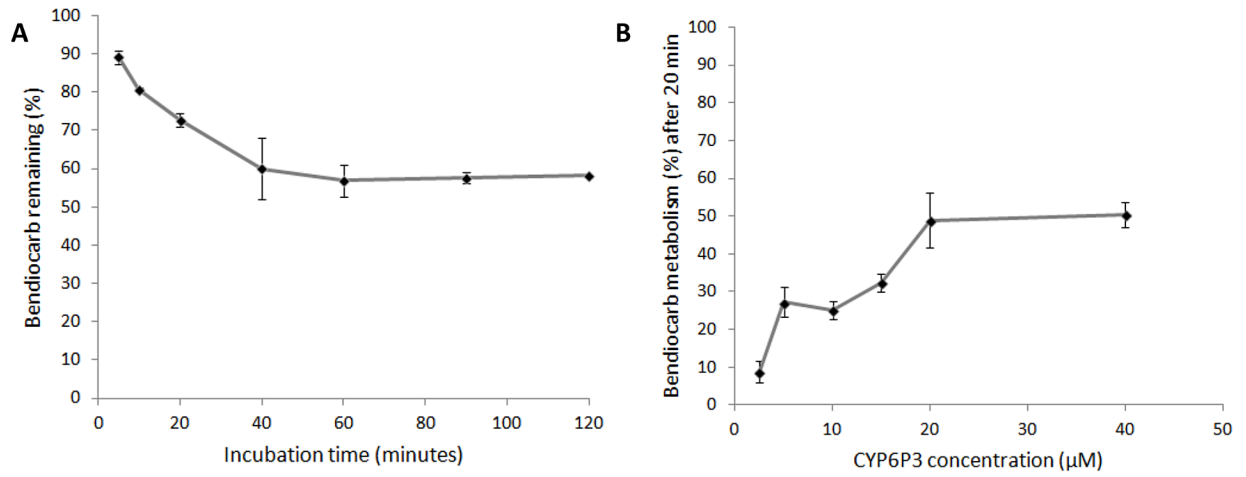 A
Bendiocarb remaining (%)
100
90
80
70
60
50
40
30
20
10
0
0 20 40 60 80 100 120
Incubation time (minutes)
B
Bendiocarb metabolism (%) after 20 min
100
90
80
70
60
50
40
30
20
10
0
0 10 20 30 40 50
CYP6P3 concentration (µM)